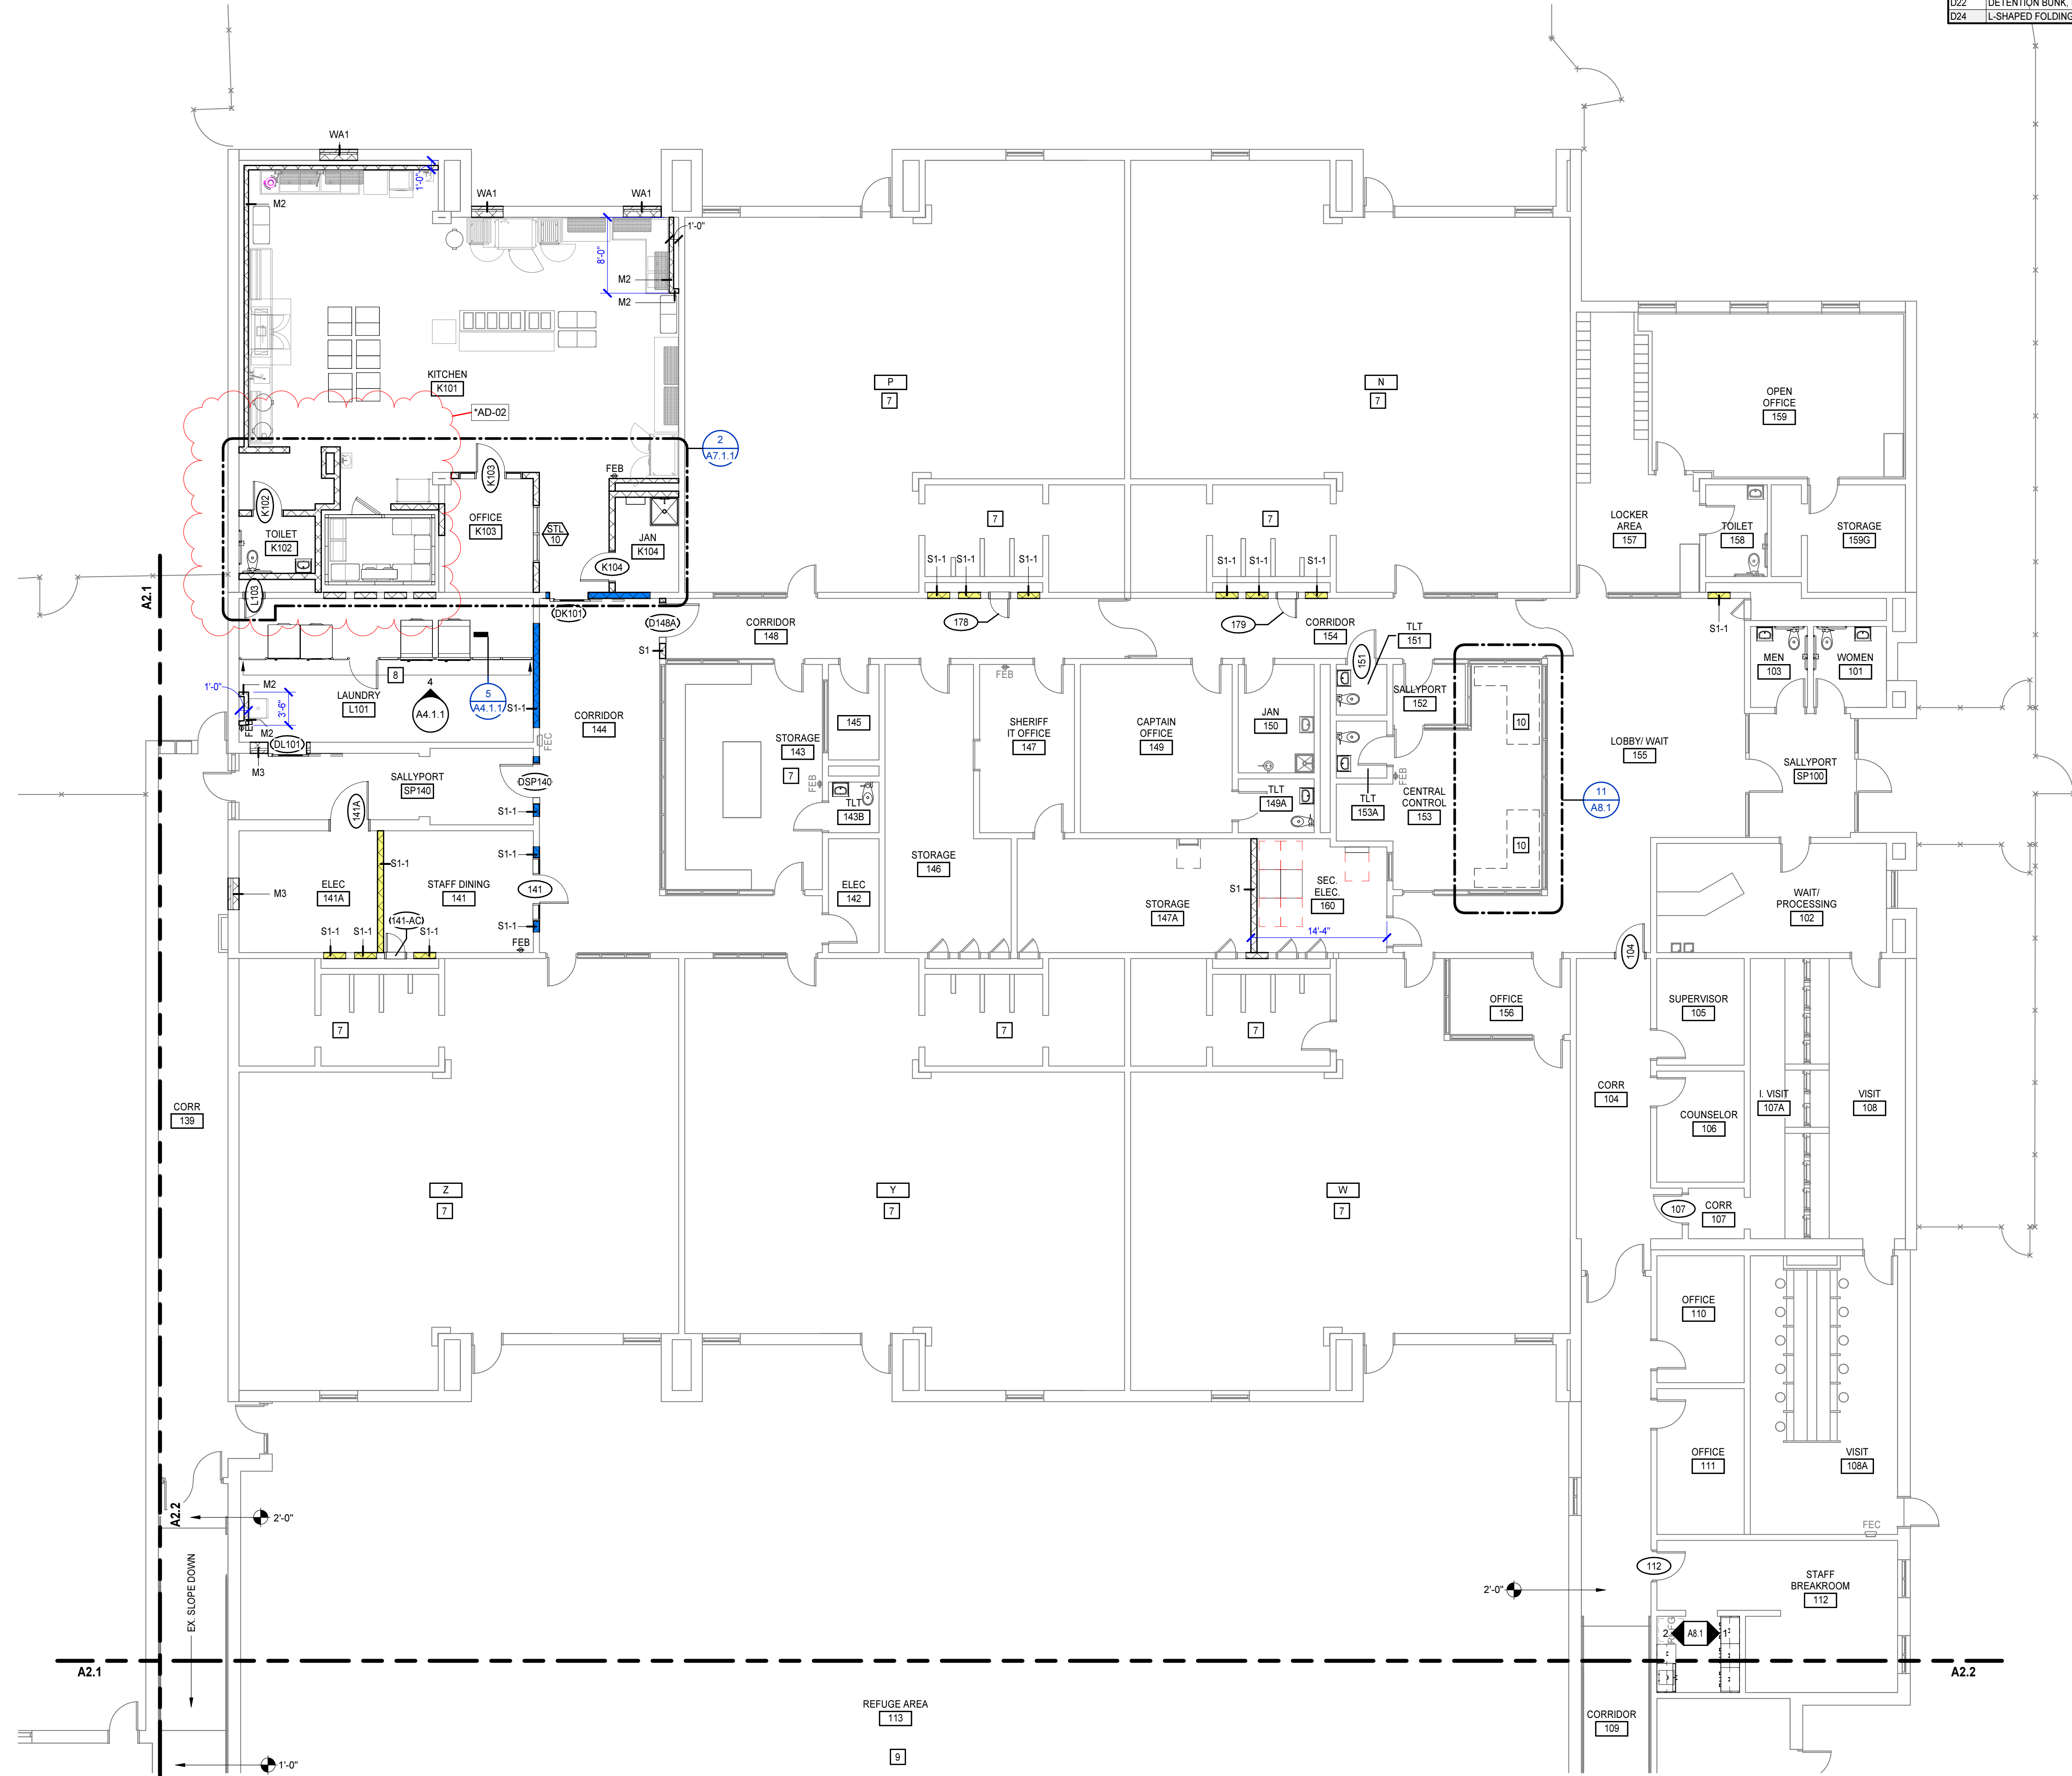 D22 DETENTION BUNK,
D24 L-SHAPED FOLDING
WA1
1'-0"
M2
WA1
WA1
1'-0"
8'-0"
M2
M2
KITCHEN
K101
*AD-02
P
7
N
7
OPEN
OFFICE
159
2
A7.1.1
FEB
K103
K102
OFFICE
K103
STL
10
TOILET
K102
JAN
K104
K104
7
7
LOCKER
AREA
157
TOILET
158
STORAGE
159G
S1-1
S1-1
S1-1
S1-1
S1-1
S1-1
A2.1
L103
DK101
D148A
CORRIDOR
148
178
179
CORRIDOR
154
TLT
151
151
S1-1
S1
MEN
103
WOMEN
101
8
M2
1'-0"
3'-6"
LAUNDRY
L101
4
A4.1.1
5
A4.1.1
S1-1
FEB
M2
DL101
M3
CORRIDOR
144
FEC
STORAGE
143
7
FEB
145
TLT
143B
FEB
SHERIFF
IT OFFICE
147
CAPTAIN
OFFICE
149
JAN
150
SALLYPORT
152
10
LOBBY/ WAIT
155
SALLYPORT
SP100
SALLYPORT
SP140
DSP140
141A
S1-1
TLT
149A
TLT
153A
FEB
CENTRAL
CONTROL
153
11
A8.1
10
S1-1
S1-1
STORAGE
146
ELEC
142
M3
ELEC
141A
STAFF DINING
141
141
141-AC
S1-1
S1-1
S1-1
S1-1
FEB
STORAGE
147A
S1
SEC.
ELEC.
160
14'-4"
WAIT/
PROCESSING
102
104
7
7
7
OFFICE
156
SUPERVISOR
105
CORR
139
CORR
104
COUNSELOR
106
I. VISIT
107A
VISIT
108
Z
7
Y
7
W
7
107
CORR
107
OFFICE
110
OFFICE
111
VISIT
108A
FEC
A2.2
2'-0"
EX. SLOPE DOWN
2'-0"
112
STAFF
BREAKROOM
112
2
A8.1
1
A2.1
A2.2
REFUGE AREA
113
9
CORRIDOR
109
1'-0"